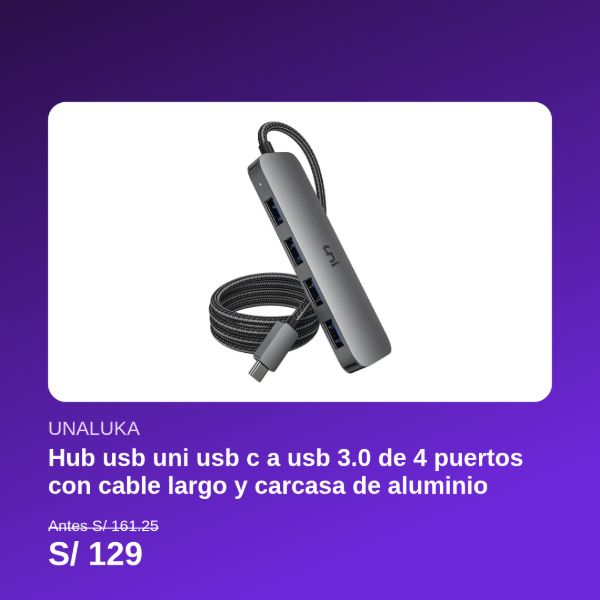 uni
UNALUKA
Hub usb uni usb c a usb 3.0 de 4 puertos
con cable largo y carcasa de aluminio
Antes S/ 161.25
S/ 129